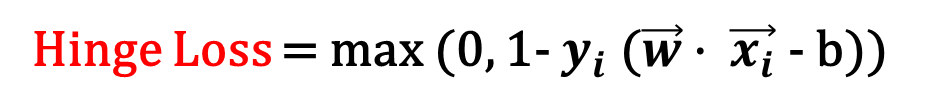 Hinge Loss = max (0, 1- yᵢ (w⃗ · x⃗ᵢ - b))